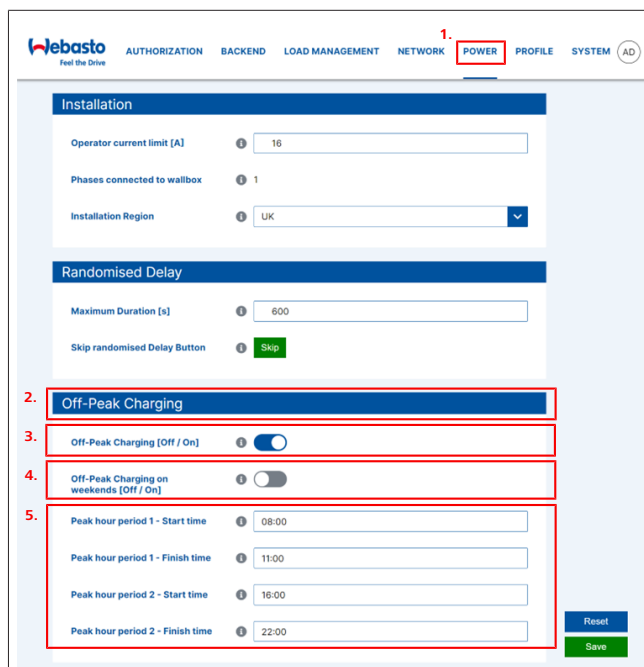 1.
Webasto
Feel the Drive
AUTHORIZATION BACKEND LOAD MANAGEMENT NETWORK POWER PROFILE SYSTEM AD
Installation
Operator current limit [A] 16
Phases connected to wallbox 1
Installation Region UK
Randomised Delay
Maximum Duration [s] 600
Skip randomised Delay Button Skip
2. Off-Peak Charging
3. Off-Peak Charging [Off / On]
4. Off-Peak Charging on
weekends [Off / On]
5. Peak hour period 1 - Start time 08:00
Peak hour period 1 - Finish time 11:00
Peak hour period 2 - Start time 16:00
Peak hour period 2 - Finish time 22:00
Reset
Save